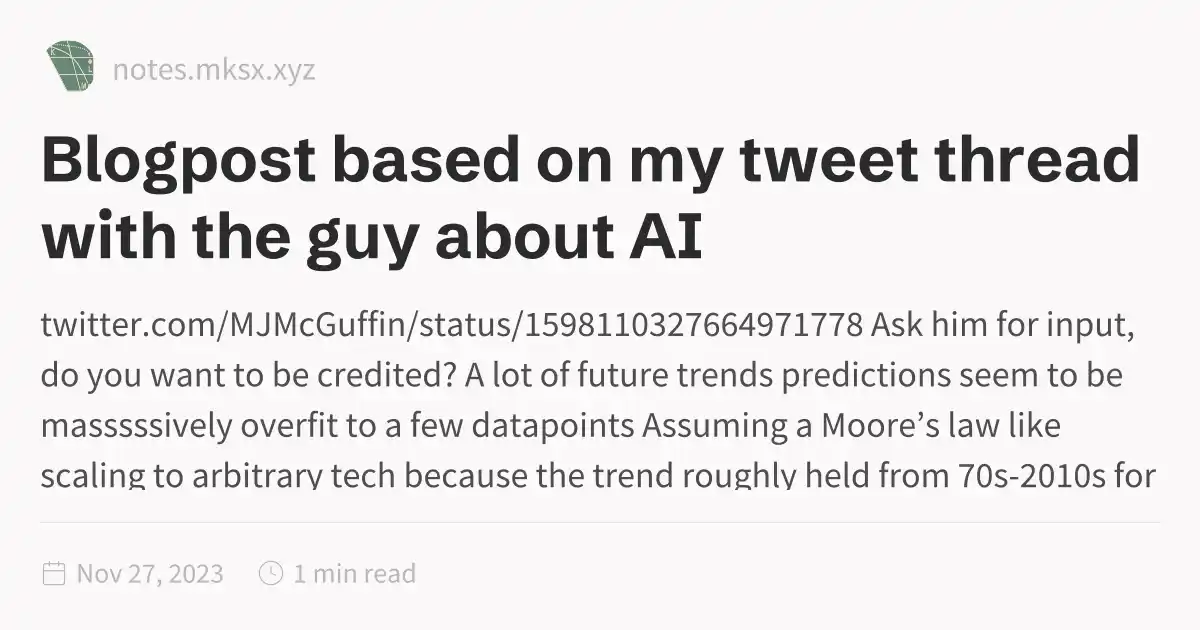 notes.mksx.xyz
Blogpost based on my tweet thread
with the guy about AI
twitter.com/MJMcGuffin/status/1598110327664971778 Ask him for input,
do you want to be credited? A lot of future trends predictions seem to be
masssssively overfit to a few datapoints Assuming a Moore’s law like
scaling to arbitrary tech because the trend roughly held from 70s-2010s for
Nov 27, 2023 1 min read